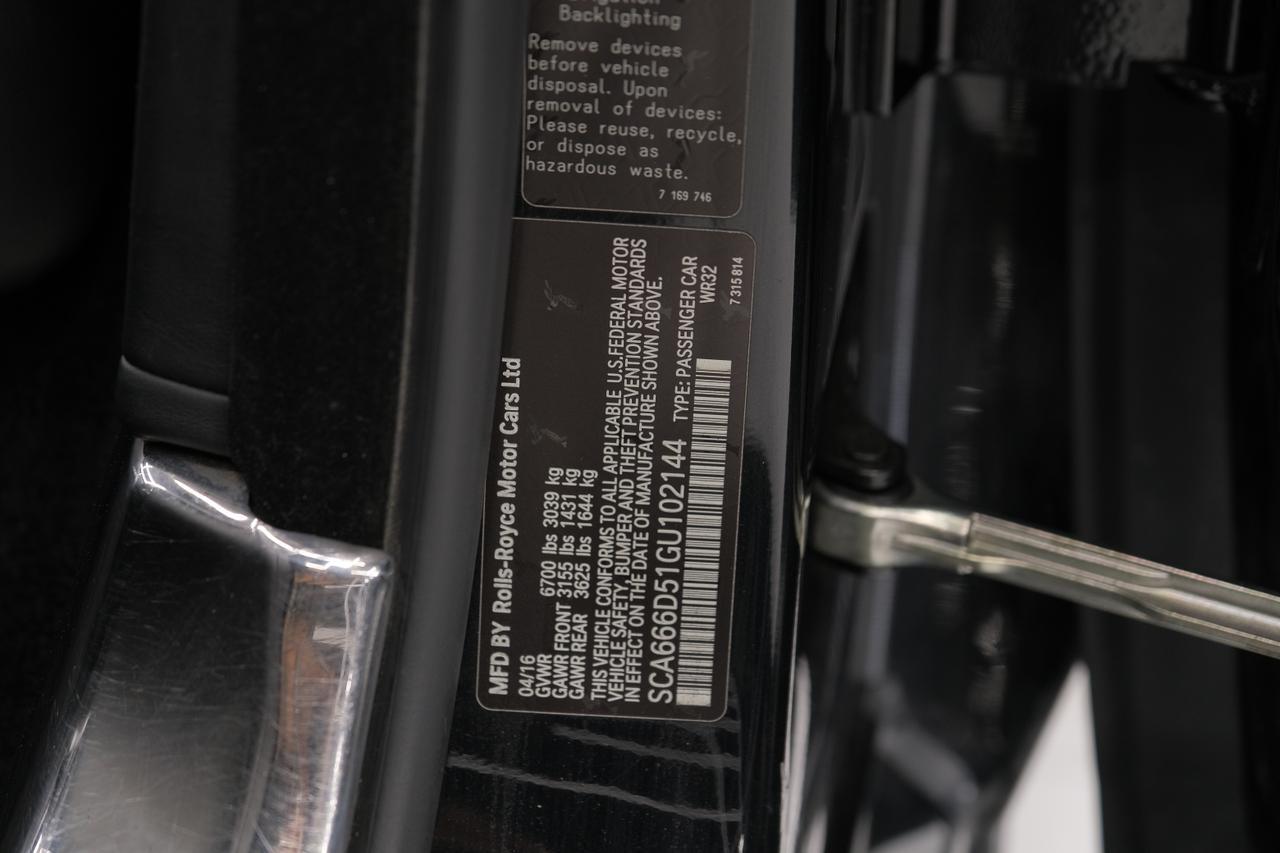 Backlighting
Remove devices
before vehicle
disposal. Upon
removal of devices:
Please reuse, recycle,
or dispose as
hazardous waste.
7 169 746
MFD BY Rolls-Royce Motor Cars Ltd
04/16
GVWR 6700 lbs 3039 kg
GAWR FRONT 3155 lbs 1431 kg
GAWR REAR 3625 lbs 1644 kg
THIS VEHICLE CONFORMS TO ALL APPLICABLE U.S.FEDERAL MOTOR
VEHICLE SAFETY, BUMPER AND THEFT PREVENTION STANDARDS
IN EFFECT ON THE DATE OF MANUFACTURE SHOWN ABOVE.
SCA666D51GU102144 TYPE: PASSENGER CAR
WR32
7315814